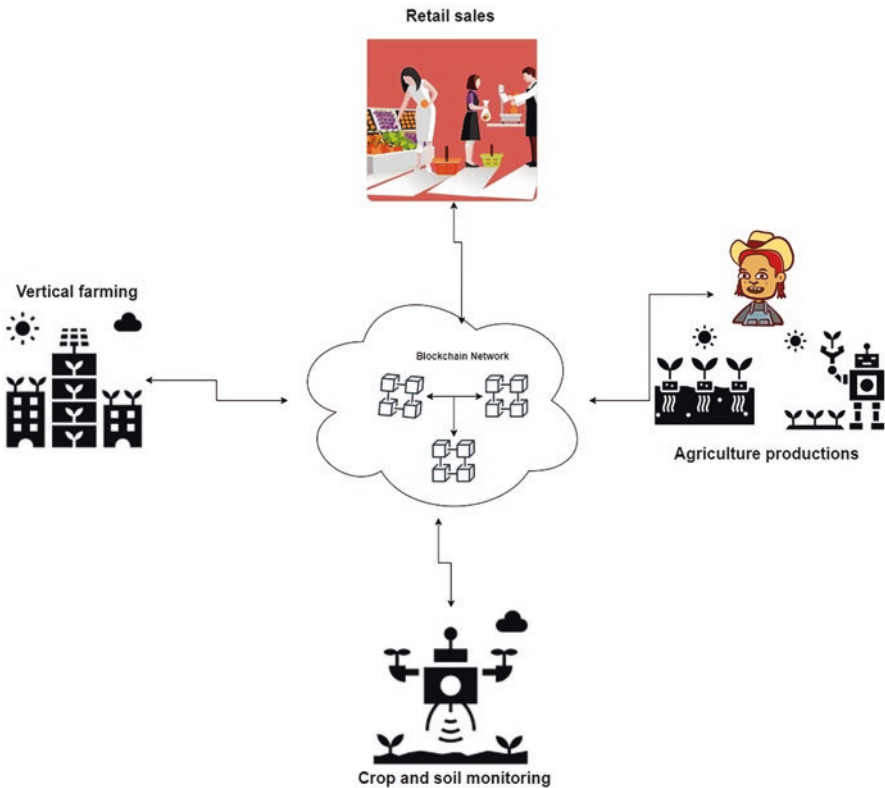 Retail sales
Vertical farming
Blockchain Network
Agriculture productions
Crop and soil monitoring